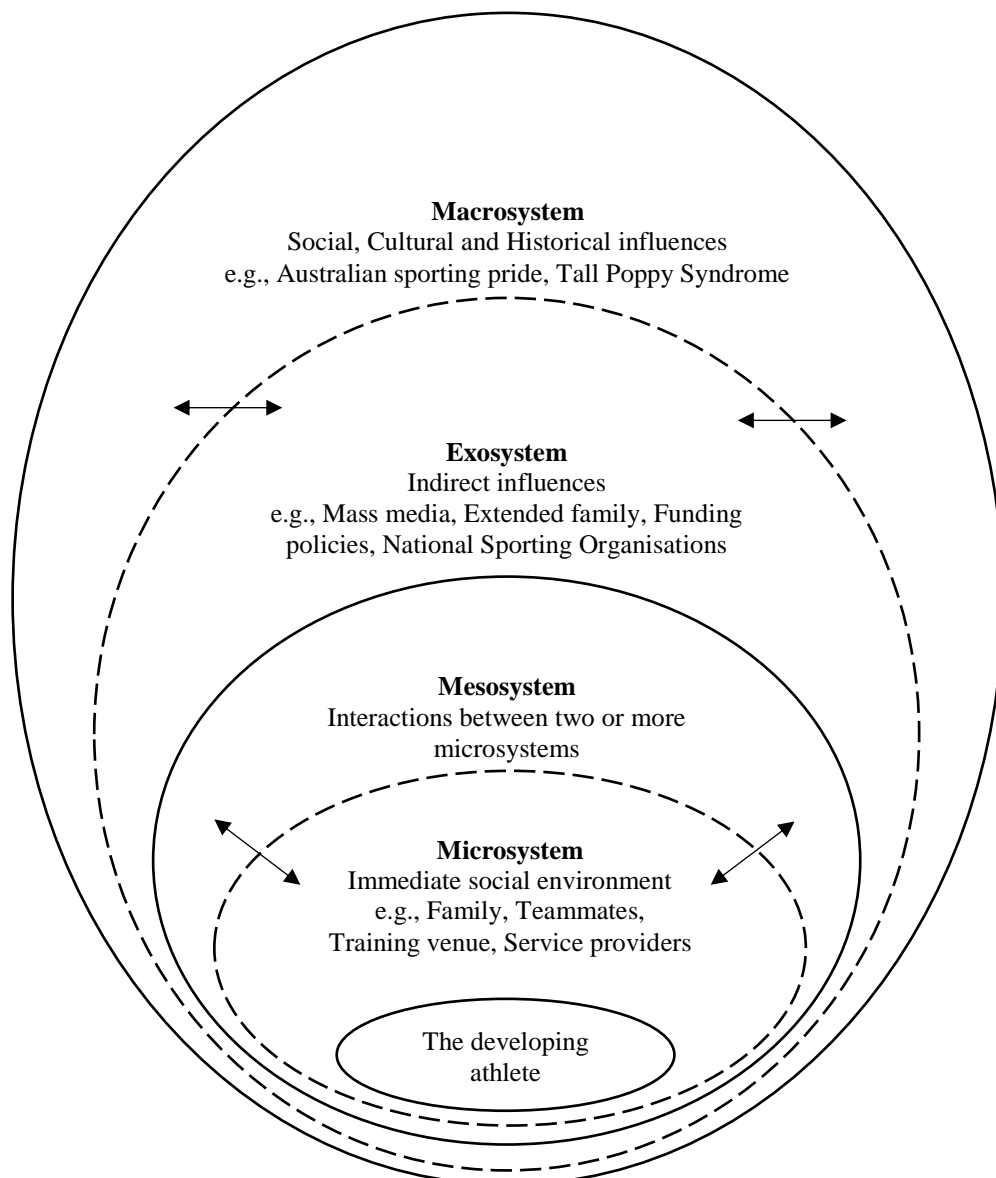 Macrosystem
Social, Cultural and Historical influences
e.g., Australian sporting pride, Tall Poppy Syndrome
Exosystem
Indirect influences
e.g., Mass media, Extended family, Funding
policies, National Sporting Organisations
Mesosystem
Interactions between two or more
microsystems
Microsystem
Immediate social environment
e.g., Family, Teammates,
Training venue, Service providers
The developing
athlete